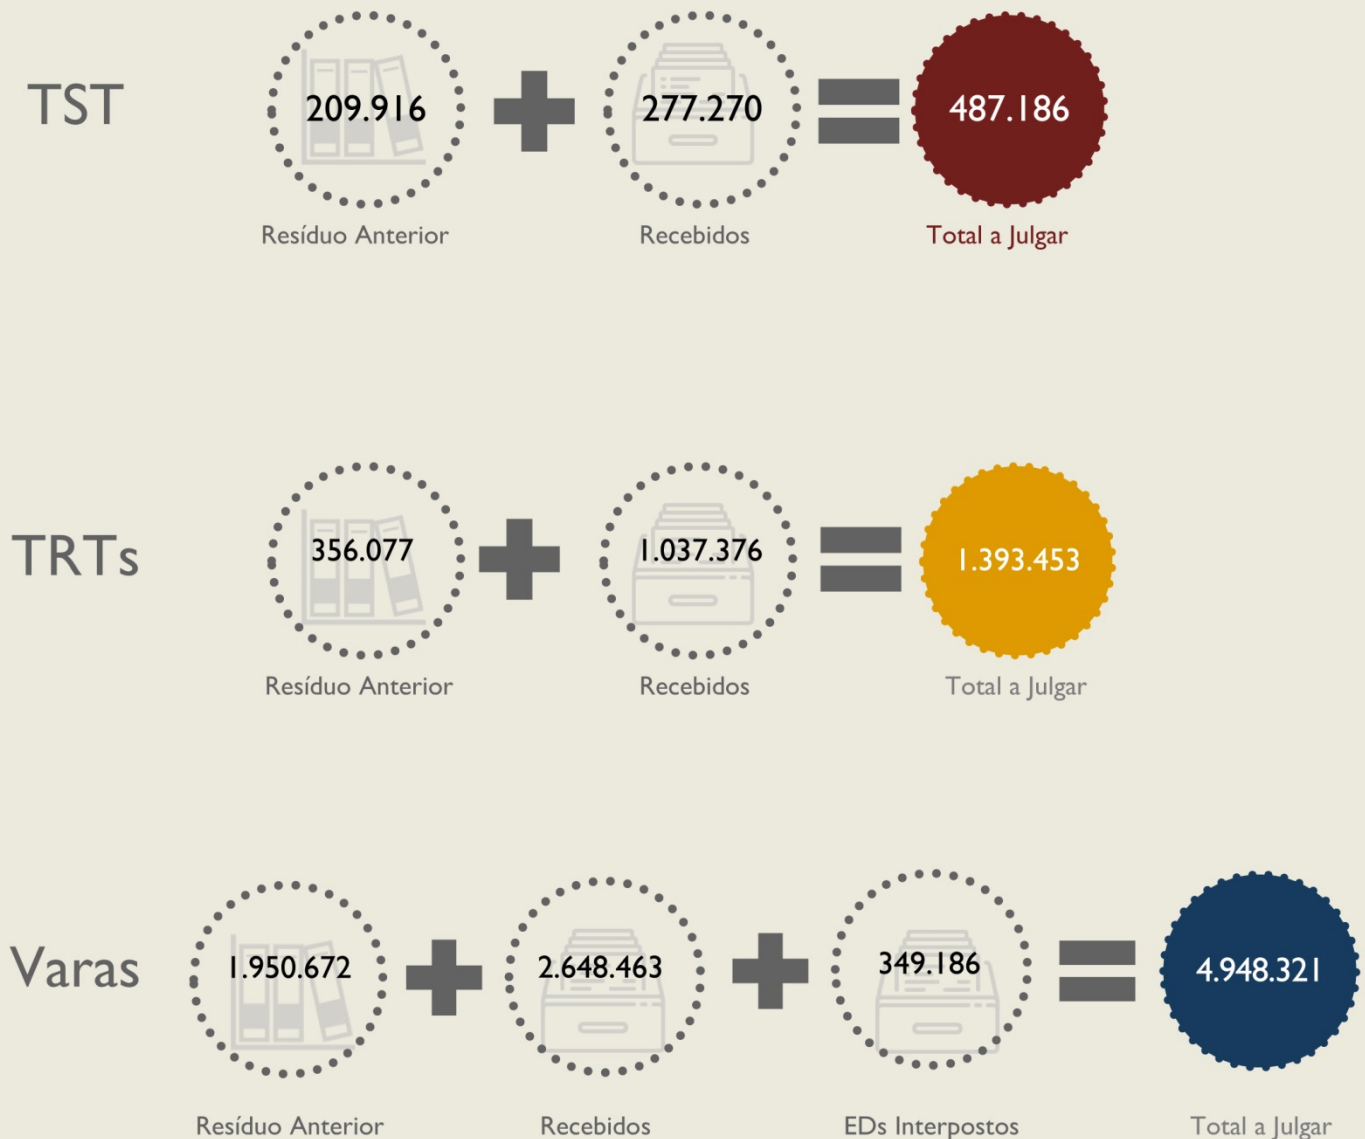 TST
209.916
277.270
487.186
Resíduo Anterior
Recebidos
Total a Julgar
TRTs
356.077
1.037.376
1.393.453
Resíduo Anterior
Recebidos
Total a Julgar
Varas
1.950.672
2.648.463
349.186
4.948.321
Resíduo Anterior
Recebidos
EDs Interpostos
Total a Julgar